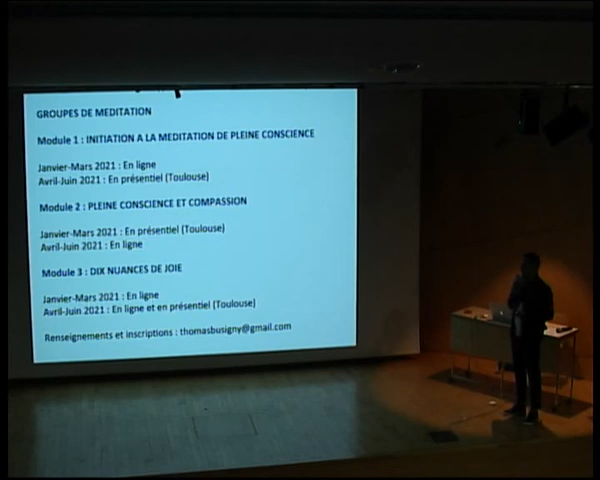 GROUPES DE MEDITATION
Module 1 : INITIATION A LA MEDITATION DE PLEINE CONSCIENCE
Janvier-Mars 2021 : En ligne
Avril-Juin 2021 : En présentiel (Toulouse)
Module 2 : PLEINE CONSCIENCE ET COMPASSION
Janvier-Mars 2021 : En présentiel (Toulouse)
Avril-Juin 2021 : En ligne
Module 3 : DIX NUANCES DE JOIE
Janvier-Mars 2021 : En ligne
Avril-Juin 2021 : En ligne et en présentiel (Toulouse)
Renseignements et inscriptions : thomasbusigny@gmail.com